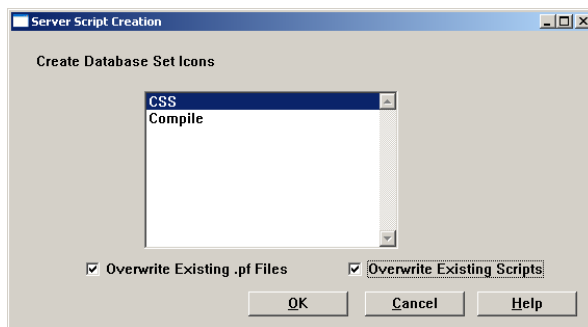 Server Script Creation
Create Database Set Icons
CSS
Compile
Overwrite Existing .pf Files Overwrite Existing Scripts
OK Cancel Help